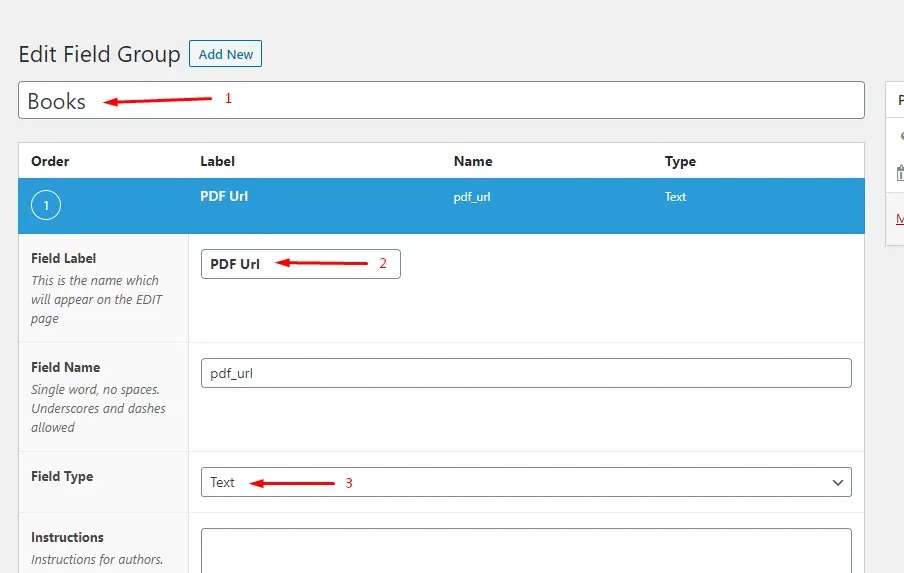 Edit Field Group Add New
Books 1
Order Label Name Type
1 PDF Url pdf_url Text
Field Label
This is the name which
will appear on the EDIT
page
PDF Url 2
Field Name
Single word, no spaces.
Underscores and dashes
allowed
pdf_url
Field Type
Text 3
Instructions
Instructions for authors.
P
M